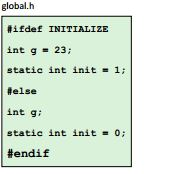 global.h
#ifdef INITIALIZE
int g = 23;
static int init = 1;
#else
int g;
static int init = 0;
#endif